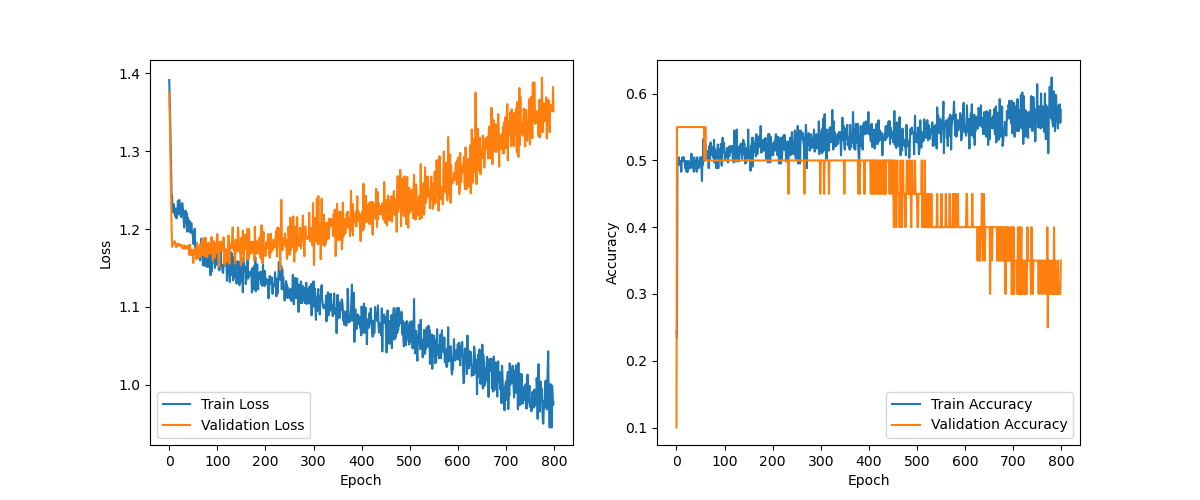 1.4
1.3
1.2
1.1
1.0
Loss
0 100 200 300 400 500 600 700 800
Epoch
Train Loss
Validation Loss
0.6
0.5
0.4
0.3
0.2
0.1
Accuracy
0 100 200 300 400 500 600 700 800
Epoch
Train Accuracy
Validation Accuracy